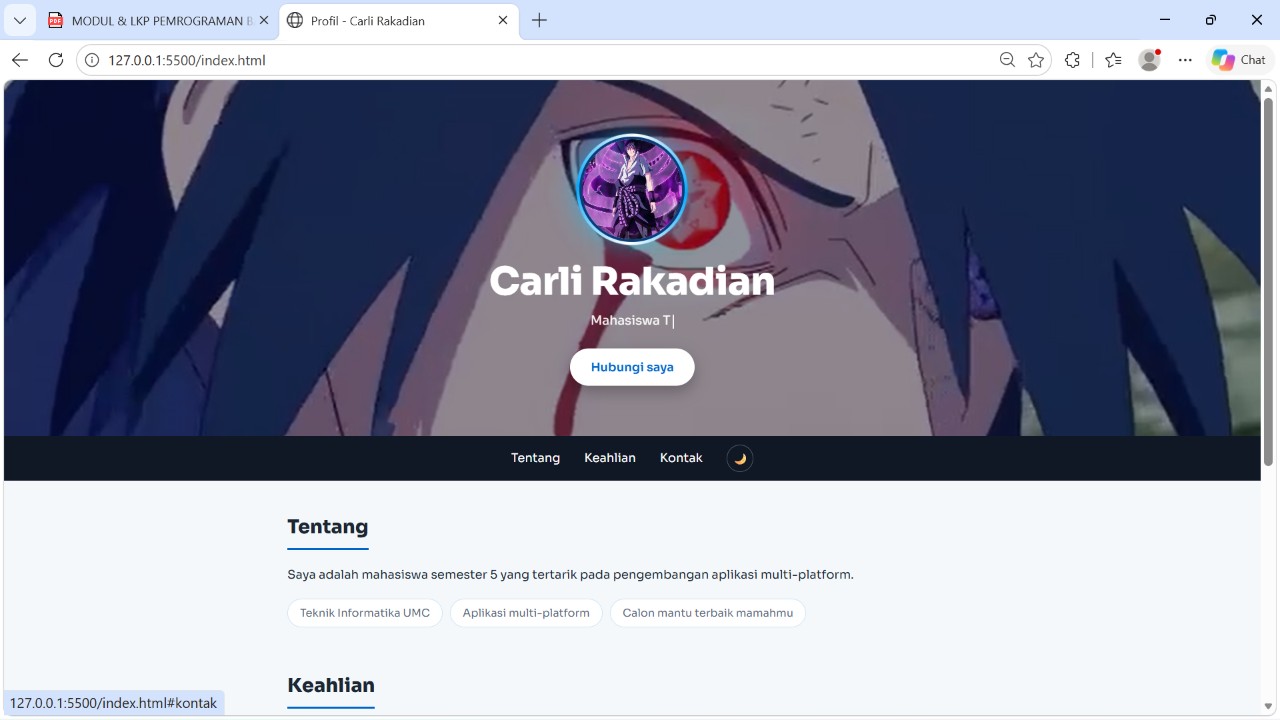 PDF MODUL & LKP PEMROGRAMAN B
Profil - Carli Rakadian
127.0.0.1:5500/index.html
Chat
Carli Rakadian
Mahasiswa T|
Hubungi saya
Tentang Keahlian Kontak
Tentang
Saya adalah mahasiswa semester 5 yang tertarik pada pengembangan aplikasi multi-platform.
Teknik Informatika UMC Aplikasi multi-platform Calon mantu terbaik mamahmu
Keahlian
127.0.0.1:5500/index.html#kontak